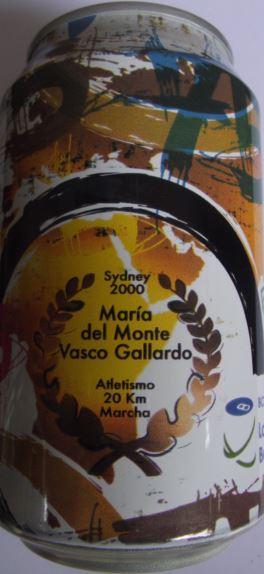 Sydney
2000
María
del Monte
Vasco Gallardo
Atletismo
20 Km
Marcha